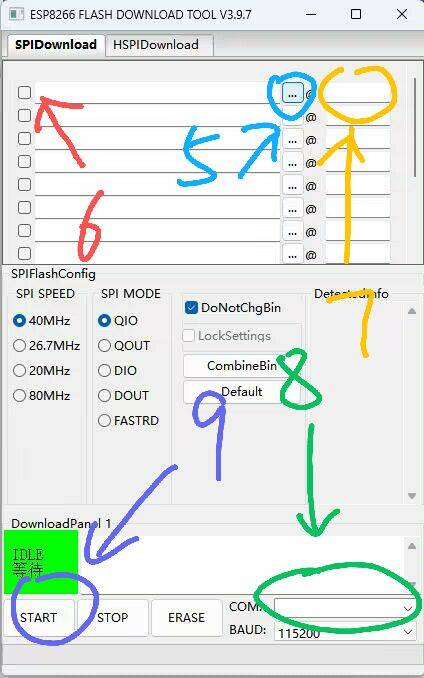 ESP8266 FLASH DOWNLOAD TOOL V3.9.7
SPIDownload HSPIDownload
... @
... @
... @
... @
... @
... @
... @
... @
5
6
SPIFlashConfig
SPI SPEED
40MHz
26.7MHz
20MHz
80MHz
SPI MODE
QIO
QOUT
DIO
DOUT
FASTRD
DoNotChgBin
LockSettings
CombineBin
Default
DetectedInfo
7
8
9
DownloadPanel 1
IDLE
等待
START STOP ERASE
COM:
BAUD: 115200